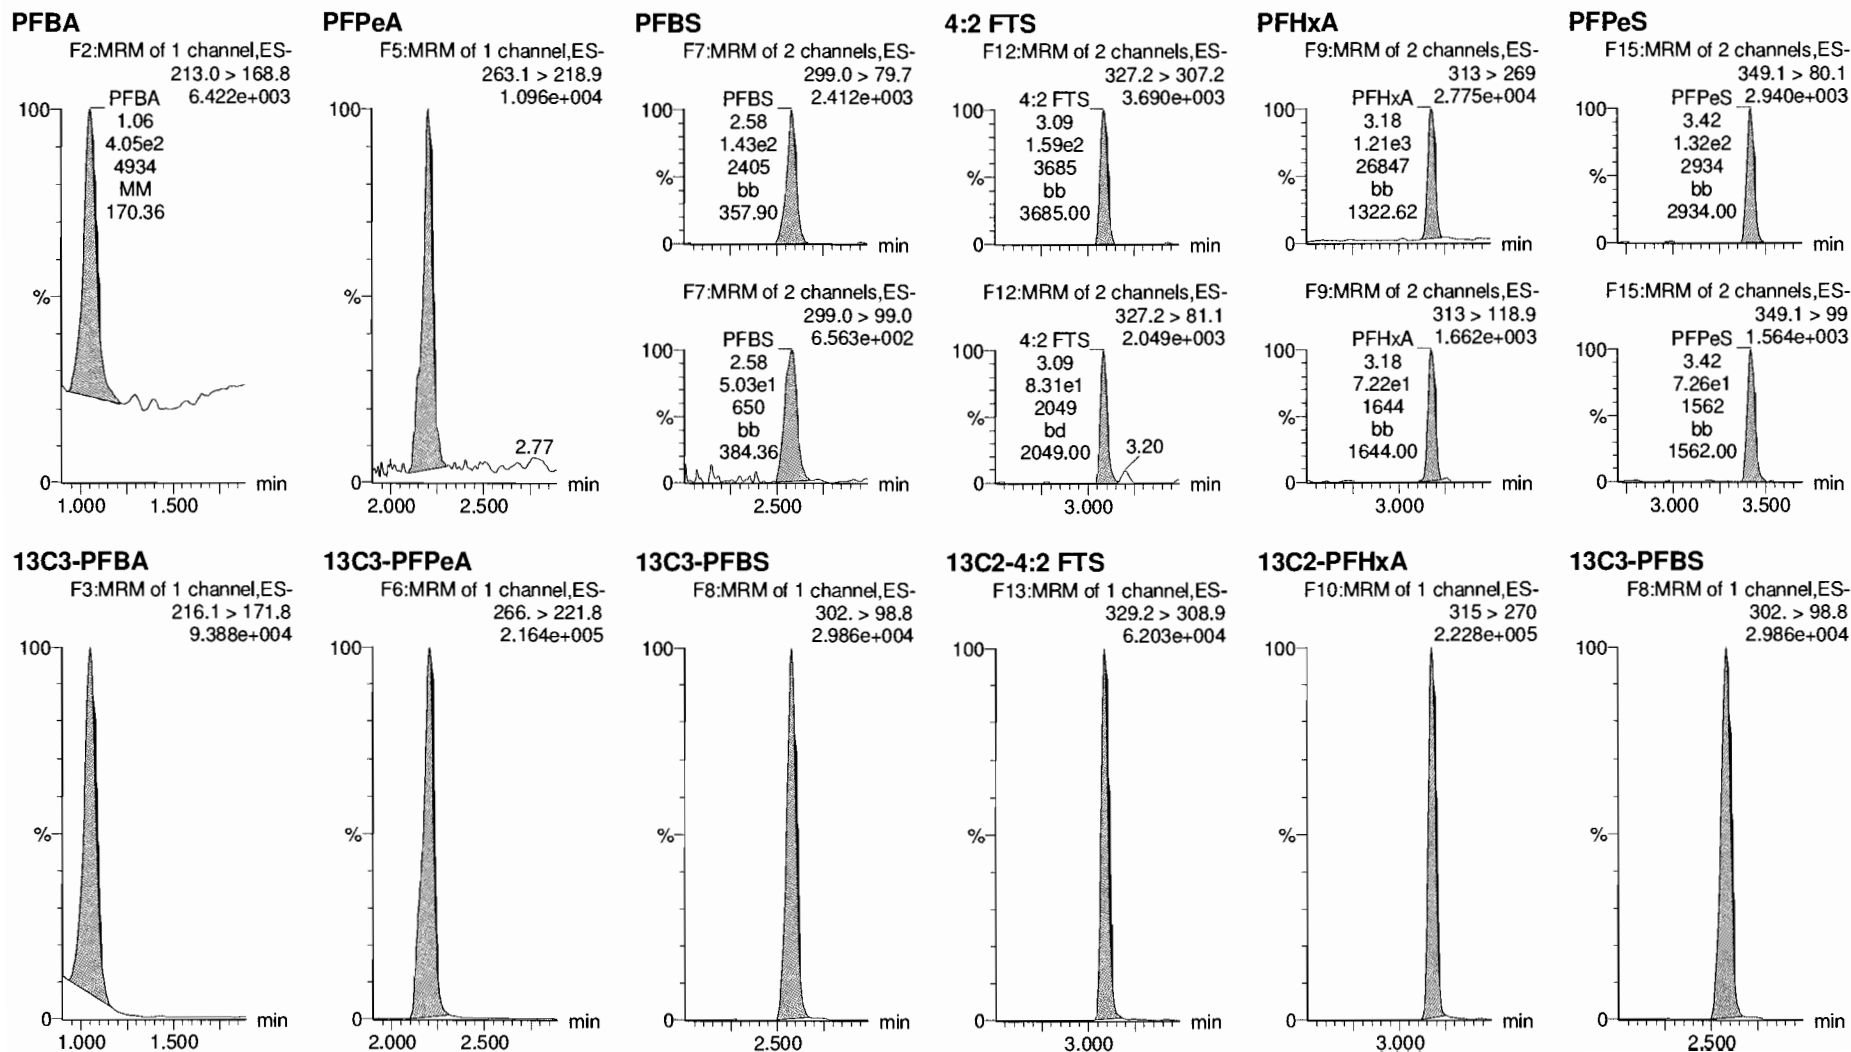 PFBA
F2:MRM of 1 channel,ES-
213.0 > 168.8
6.422e+003
100
PFBA
1.06
4.05e2
4934
MM
170.36
%
0
min
1.000 1.500
PFPeA
F5:MRM of 1 channel,ES-
263.1 > 218.9
1.096e+004
100
%
2.77
0
min
2.000 2.500
PFBS
F7:MRM of 2 channels,ES-
299.0 > 79.7
2.412e+003
100
PFBS
2.58
1.43e2
2405
bb
357.90
%
0
min
F7:MRM of 2 channels,ES-
299.0 > 99.0
6.563e+002
100
PFBS
2.58
5.03e1
650
bb
384.36
%
0
min
2.500
4:2 FTS
F12:MRM of 2 channels,ES-
327.2 > 307.2
3.690e+003
100
4:2 FTS
3.09
1.59e2
3685
bb
3685.00
%
0
min
F12:MRM of 2 channels,ES-
327.2 > 81.1
2.049e+003
100
4:2 FTS
3.09
8.31e1
2049
bd
2049.00
3.20
%
0
min
3.000
PFHxA
F9:MRM of 2 channels,ES-
313 > 269
2.775e+004
100
PFHxA
3.18
1.21e3
26847
bb
1322.62
%
0
min
F9:MRM of 2 channels,ES-
313 > 118.9
1.662e+003
100
PFHxA
3.18
7.22e1
1644
bb
1644.00
%
0
min
3.000
PFPeS
F15:MRM of 2 channels,ES-
349.1 > 80.1
2.940e+003
100
PFPeS
3.42
1.32e2
2934
bb
2934.00
%
0
min
F15:MRM of 2 channels,ES-
349.1 > 99
1.564e+003
100
PFPeS
3.42
7.26e1
1562
bb
1562.00
%
0
min
3.000 3.500
13C3-PFBA
F3:MRM of 1 channel,ES-
216.1 > 171.8
9.388e+004
100
%
0
min
1.000 1.500
13C3-PFPeA
F6:MRM of 1 channel,ES-
266. > 221.8
2.164e+005
100
%
0
min
2.000 2.500
13C3-PFBS
F8:MRM of 1 channel,ES-
302. > 98.8
2.986e+004
100
%
0
min
2.500
13C2-4:2 FTS
F13:MRM of 1 channel,ES-
329.2 > 308.9
6.203e+004
100
%
0
min
3.000
13C2-PFHxA
F10:MRM of 1 channel,ES-
315 > 270
2.228e+005
100
%
0
min
3.000
13C3-PFBS
F8:MRM of 1 channel,ES-
302. > 98.8
2.986e+004
100
%
0
min
2.500